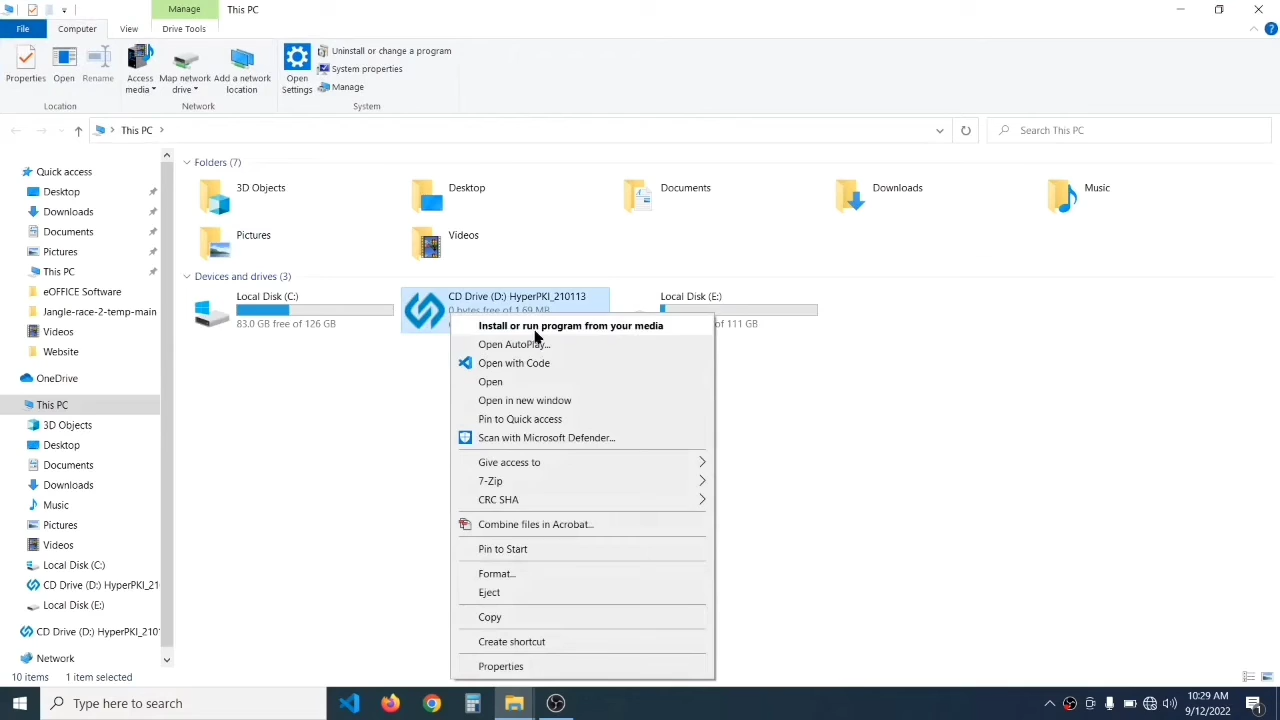 This PC
Manage
File
Computer
View
Drive Tools
Properties
Open
Rename
Access media
Map network drive
Add a network location
Open Settings
Uninstall or change a program
System properties
Manage
Location
Network
System
This PC
Search This PC
Quick access
Desktop
Downloads
Documents
Pictures
This PC
eOFFICE Software
Jangle-race-2-temp-main
Videos
Website
OneDrive
This PC
3D Objects
Desktop
Documents
Downloads
Music
Pictures
Videos
Local Disk (C:)
CD Drive (D:) HyperPKI_21
Local Disk (E:)
CD Drive (D:) HyperPKI_210
Network
Folders (7)
3D Objects
Desktop
Documents
Downloads
Music
Pictures
Videos
Devices and drives (3)
Local Disk (C:)
83.0 GB free of 126 GB
CD Drive (D:) HyperPKI_210113
0 bytes free of 1.69 MB
Local Disk (E:)
of 111 GB
Install or run program from your media
Open AutoPlay...
Open with Code
Open
Open in new window
Pin to Quick access
Scan with Microsoft Defender...
Give access to
7-Zip
CRC SHA
Combine files in Acrobat...
Pin to Start
Format...
Eject
Copy
Create shortcut
Properties
10 items
1 item selected
Type here to search
10:29 AM
9/12/2022